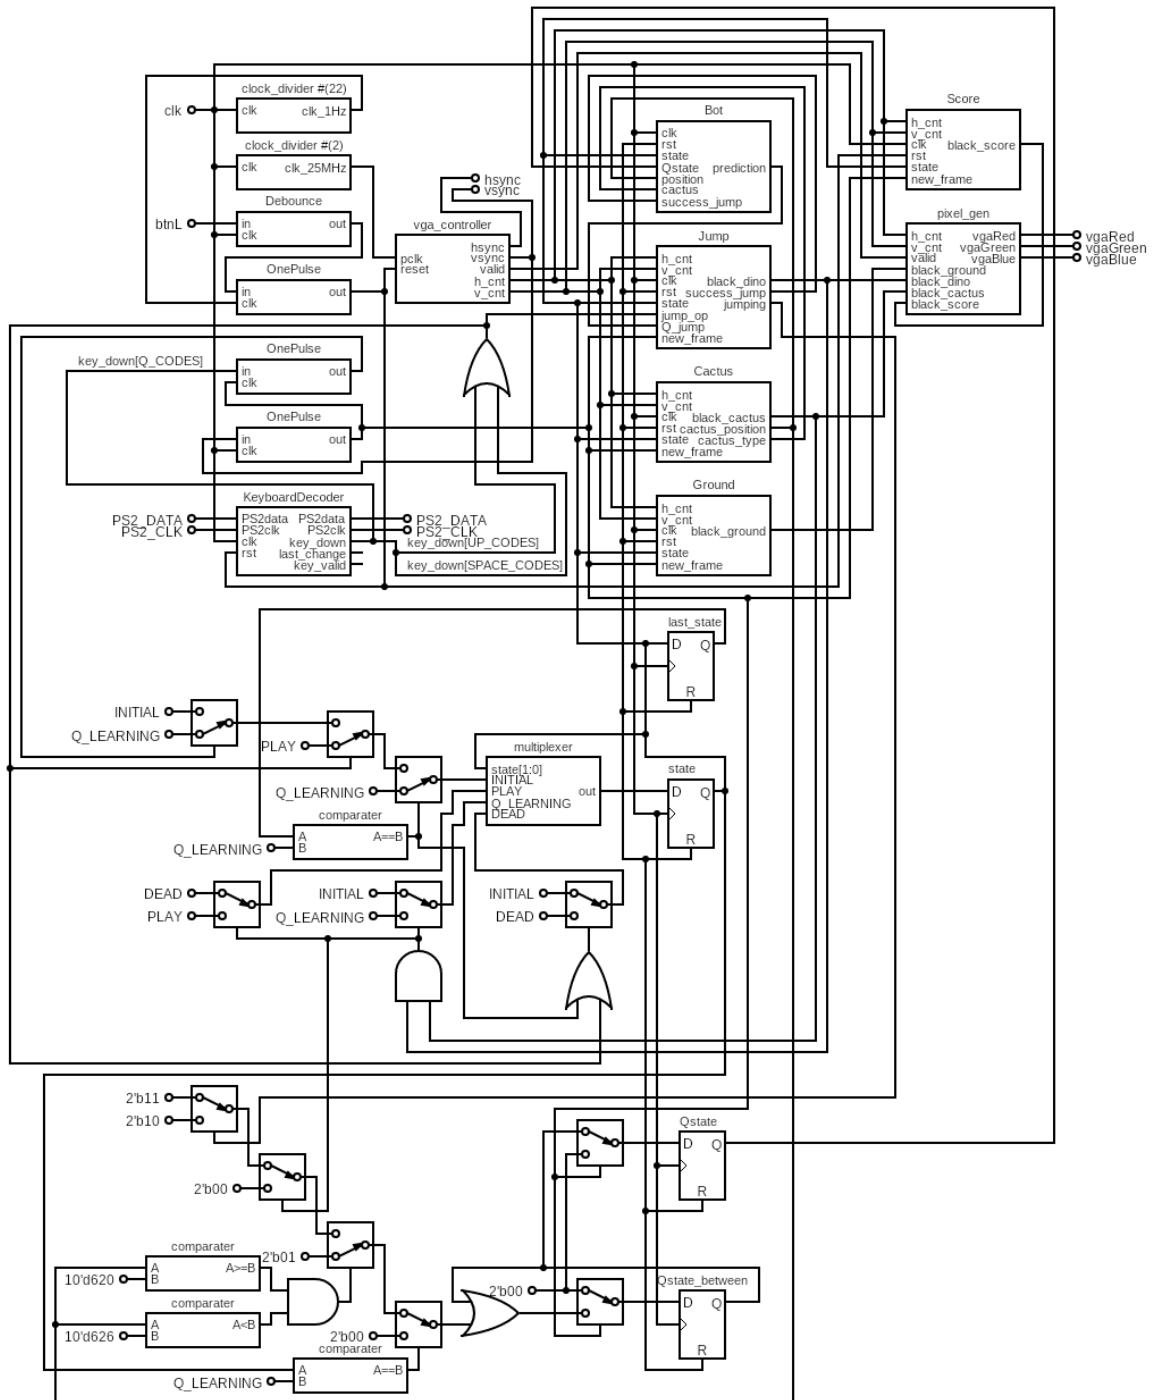 clock_divider #(22)
clk
clk
clk_1Hz
clock_divider #(2)
clk
clk_25MHz
Debounce
btnL
in
clk
out
OnePulse
in
clk
out
key_down[Q_CODES]
OnePulse
in
clk
out
OnePulse
in
clk
out
KeyboardDecoder
PS2_DATA
PS2_CLK
PS2data
PS2clk
clk
rst
PS2data
PS2clk
key_down
last_change
key_valid
PS2_DATA
PS2_CLK
key_down[UP_CODES]
key_down[SPACE_CODES]
hsync
vsync
vga_controller
pclk
reset
hsync
vsync
valid
h_cnt
v_cnt
Bot
clk
rst
state
Qstate
position
cactus
success_jump
prediction
Jump
h_cnt
v_cnt
clk
rst
state
jump_op
Q_jump
new_frame
black_dino
success_jump
jumping
Cactus
h_cnt
v_cnt
clk
rst
state
new_frame
black_cactus
cactus_position
cactus_type
Ground
h_cnt
v_cnt
clk
rst
state
new_frame
black_ground
Score
h_cnt
v_cnt
clk
rst
state
new_frame
black_score
pixel_gen
h_cnt
v_cnt
valid
black_ground
black_dino
black_cactus
black_score
vgaRed
vgaGreen
vgaBlue
vgaRed
vgaGreen
vgaBlue
last_state
D
Q
R
INITIAL
Q_LEARNING
PLAY
Q_LEARNING
multiplexer
state[1:0]
INITIAL
PLAY
Q_LEARNING
DEAD
out
state
D
Q
R
comparater
A
B
A==B
Q_LEARNING
DEAD
PLAY
INITIAL
Q_LEARNING
INITIAL
DEAD
2'b11
2'b10
2'b00
2'b01
comparater
A
B
A>=B
10'd620
comparater
A
B
A<B
10'd626
2'b00
comparater
A
B
A==B
Q_LEARNING
2'b00
Qstate
D
Q
R
Qstate_between
D
Q
R